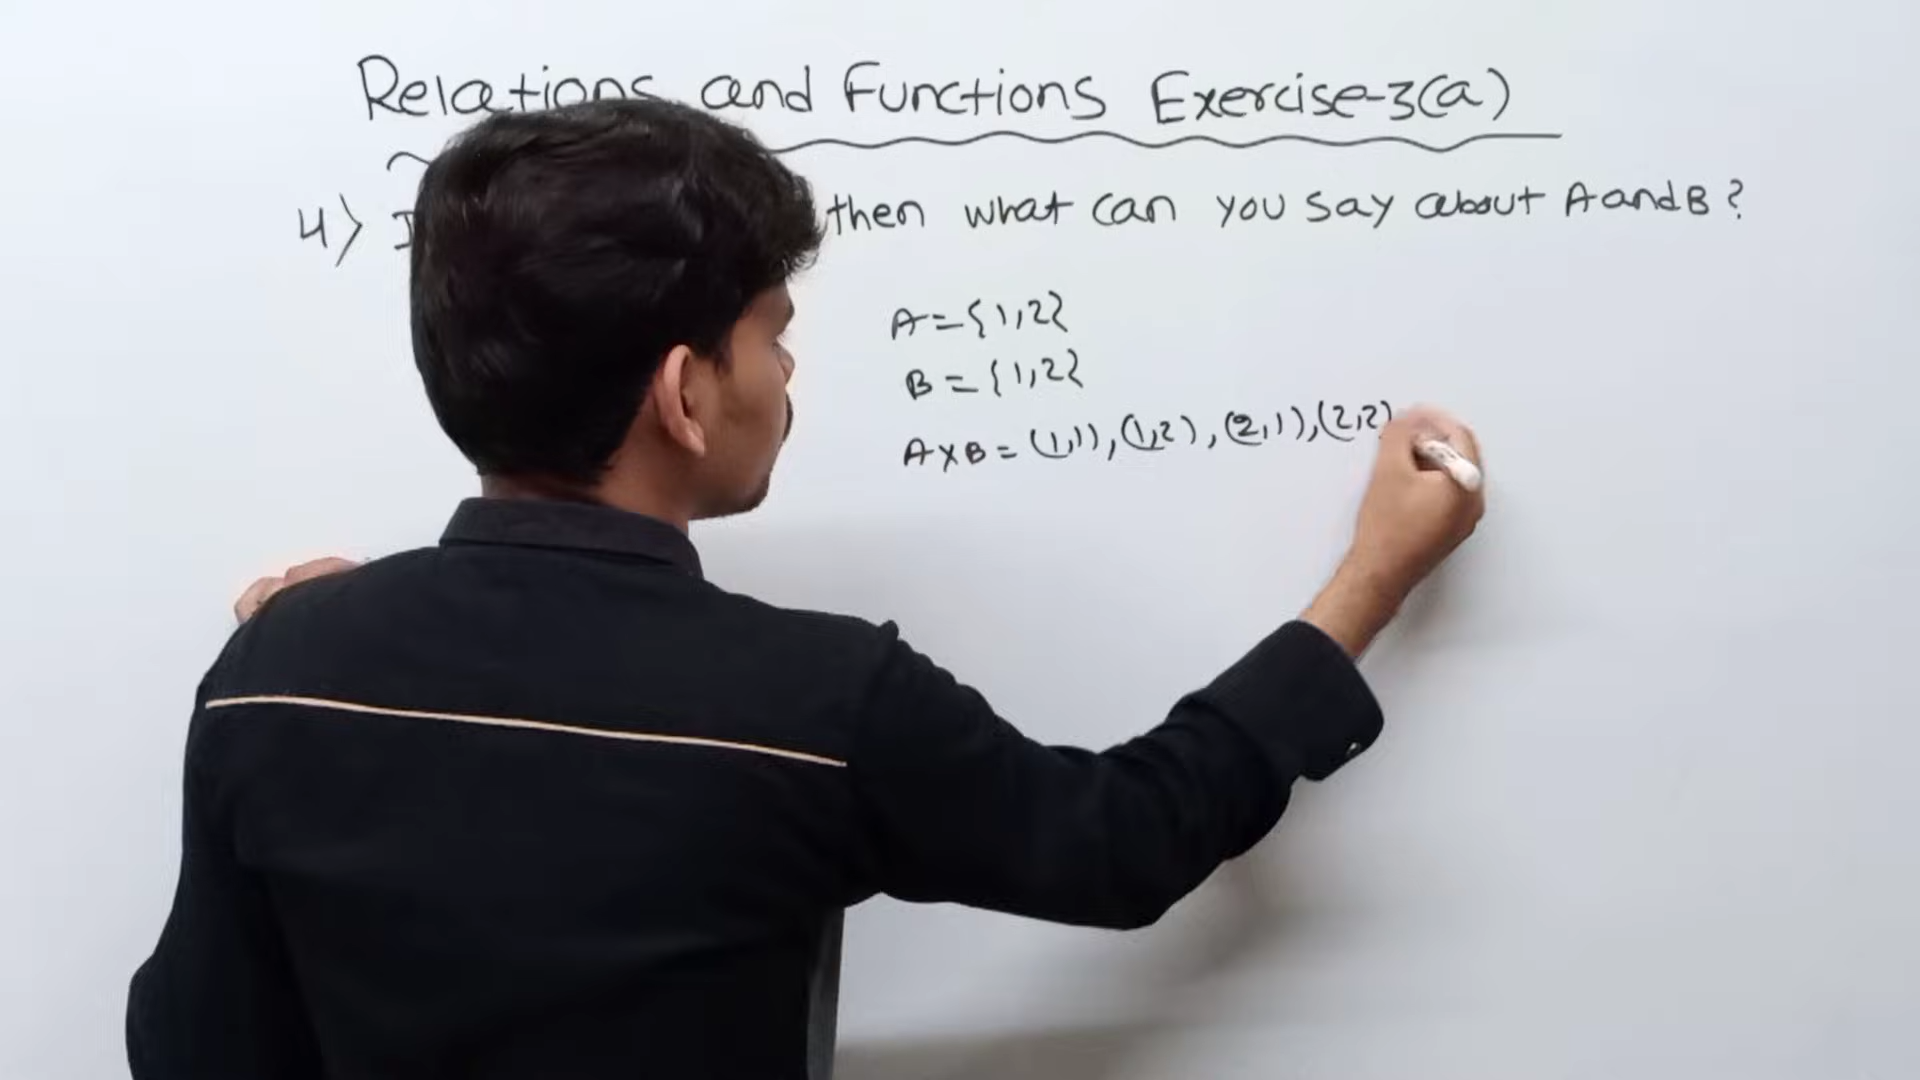 Relations and Functions Exercise-3(a)
4) I then what can you say about A and B ?
A = {1,2}
B = {1,2}
A×B = (1,1), (1,2), (2,1), (2,2)